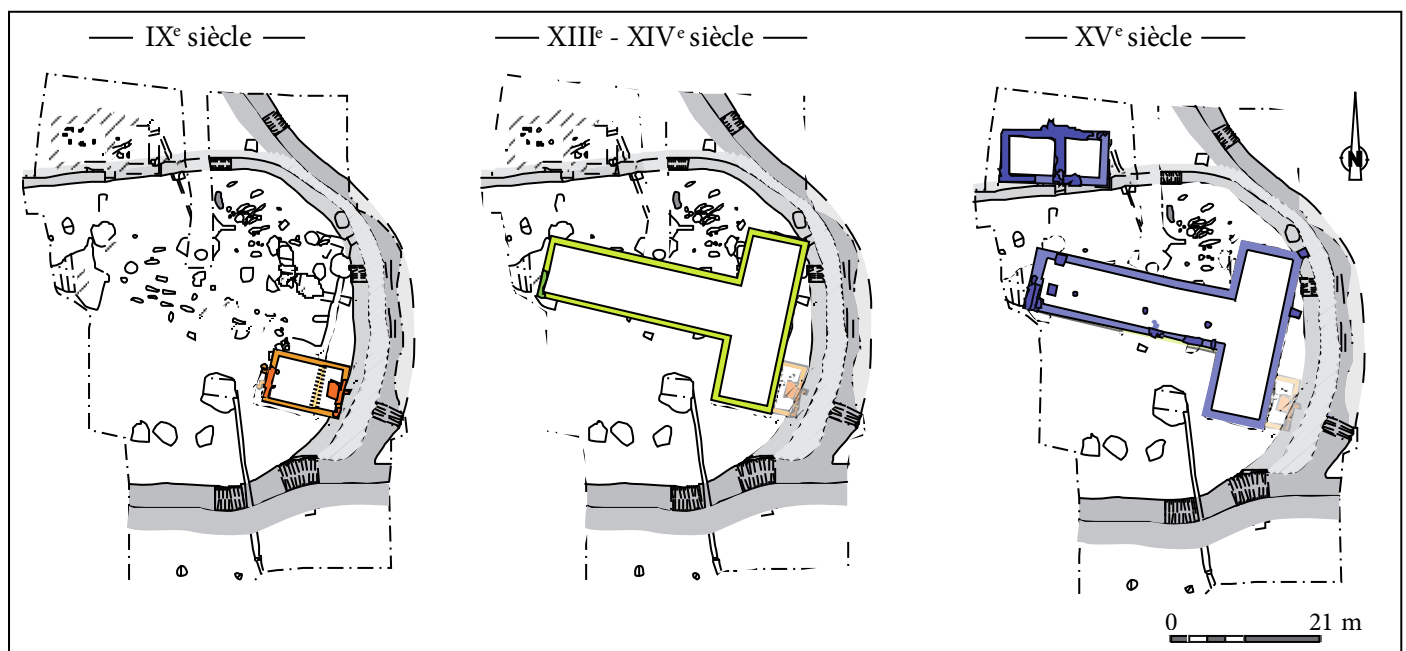 IXᵉ siècle
XIIIᵉ - XIVᵉ siècle
XVᵉ siècle
N
0 21 m